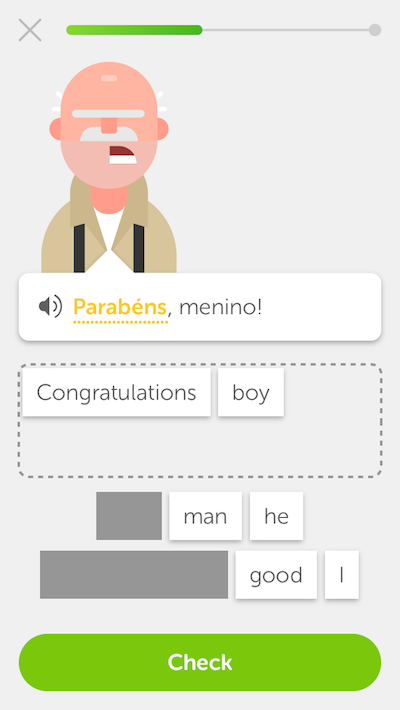 Parabéns, menino!
Congratulations boy
man he
good I
Check